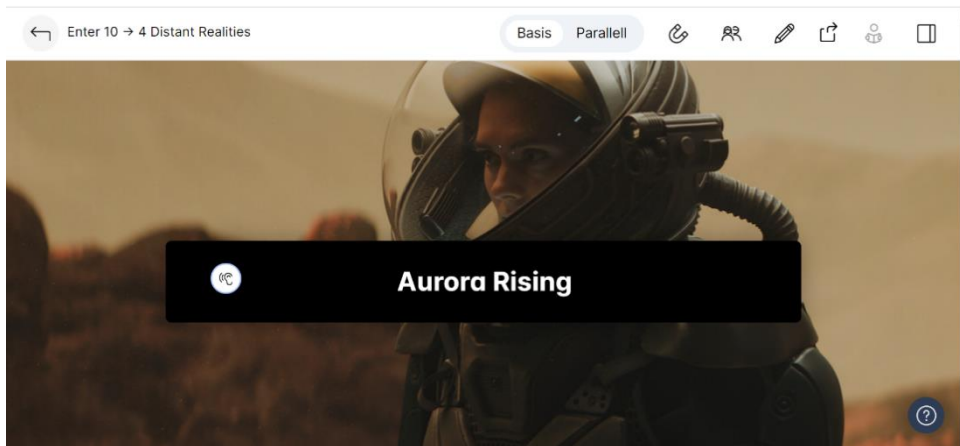 Enter 10 → 4 Distant Realities
Basis Parallell
Aurora Rising
?